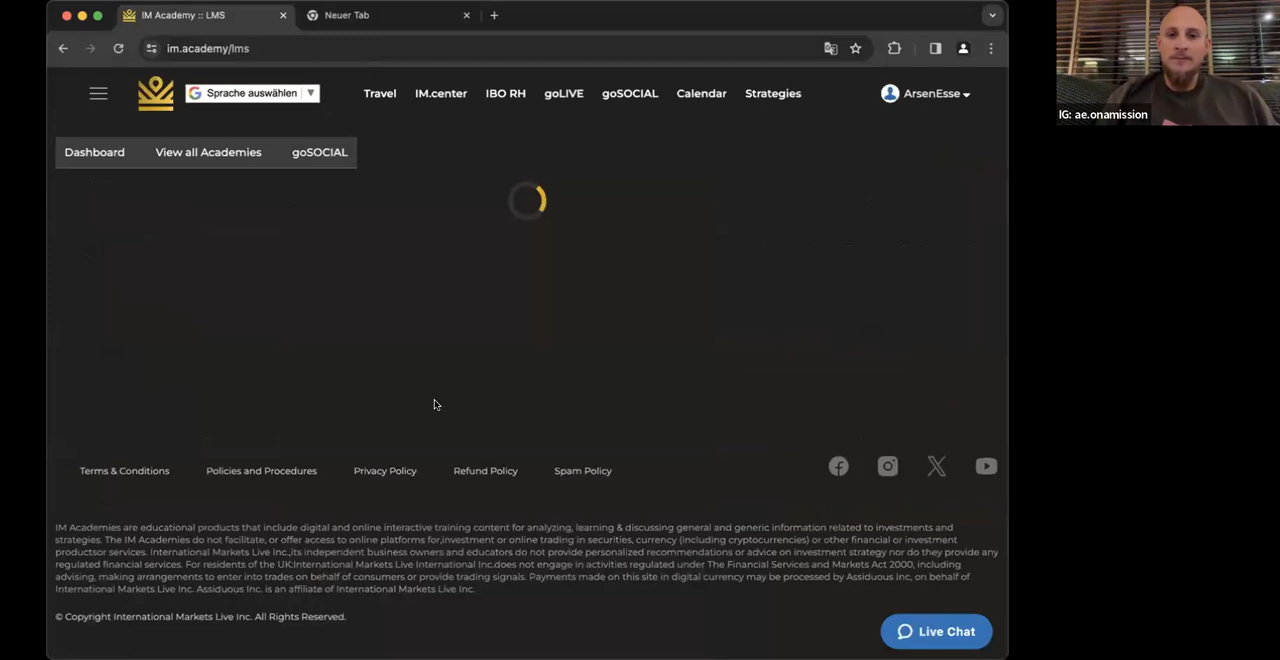 IM Academy :: LMS
Neuer Tab
im.academy/lms
Sprache auswählen
Travel
IM.center
IBO RH
goLIVE
goSOCIAL
Calendar
Strategies
ArsenEsse
IG: ae.onamission
Dashboard
View all Academies
goSOCIAL
Terms & Conditions
Policies and Procedures
Privacy Policy
Refund Policy
Spam Policy
IM Academies are educational products that include digital and online interactive training content for analyzing, learning & discussing general and generic information related to investments and
strategies. The IM Academies do not facilitate, or offer access to online platforms for,investment or online trading in securities, currency (including cryptocurrencies) or other financial or investment
productsor services. International Markets Live Inc.,its independent business owners and educators do not provide personalized recommendations or advice on investment strategy nor do they provide any
regulated financial services. For residents of the UK:International Markets Live International Inc.does not engage in activities regulated under The Financial Services and Markets Act 2000, including
advising, making arrangements to enter into trades on behalf of consumers or provide trading signals. Payments made on this site in digital currency may be processed by Assiduous Inc, on behalf of
International Markets Live Inc. Assiduous Inc. is an affiliate of International Markets Live Inc.
© Copyright International Markets Live Inc. All Rights Reserved.
Live Chat